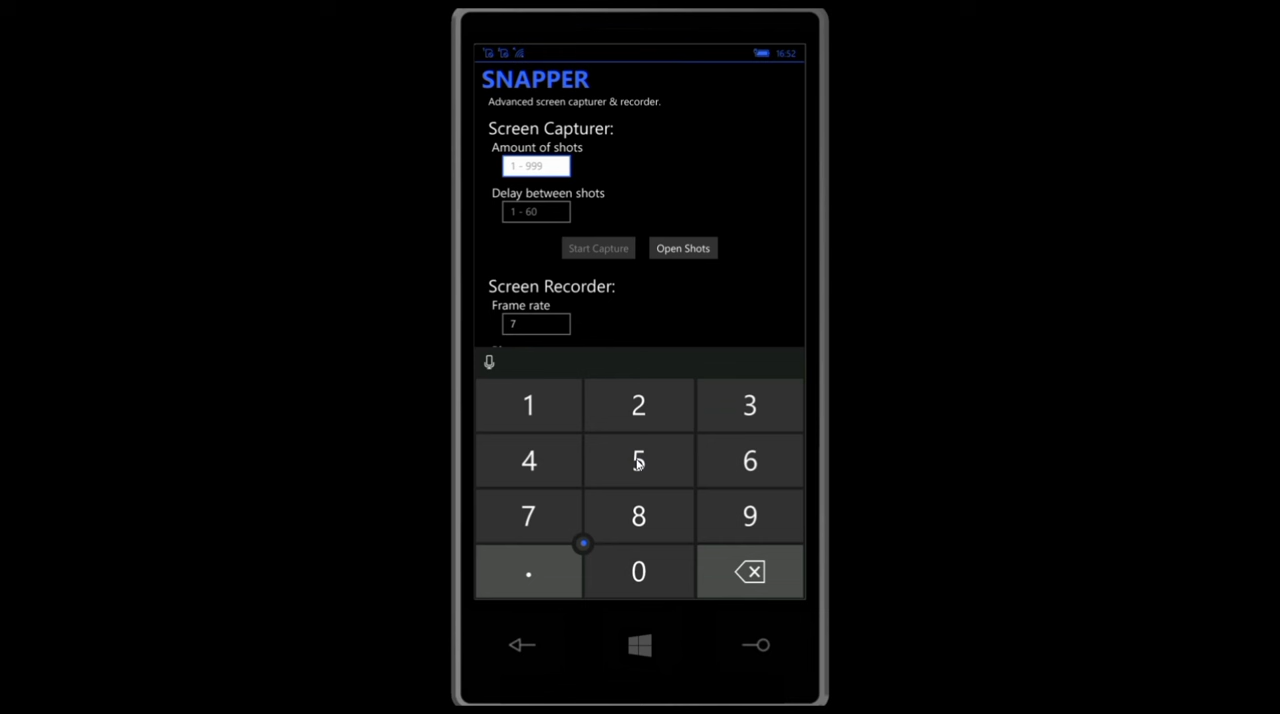 16:52
SNAPPER
Advanced screen capturer & recorder.
Screen Capturer:
Amount of shots
1 - 999
Delay between shots
1 - 60
Start Capture Open Shots
Screen Recorder:
Frame rate
7
1 2 3
4 5 6
7 8 9
. 0